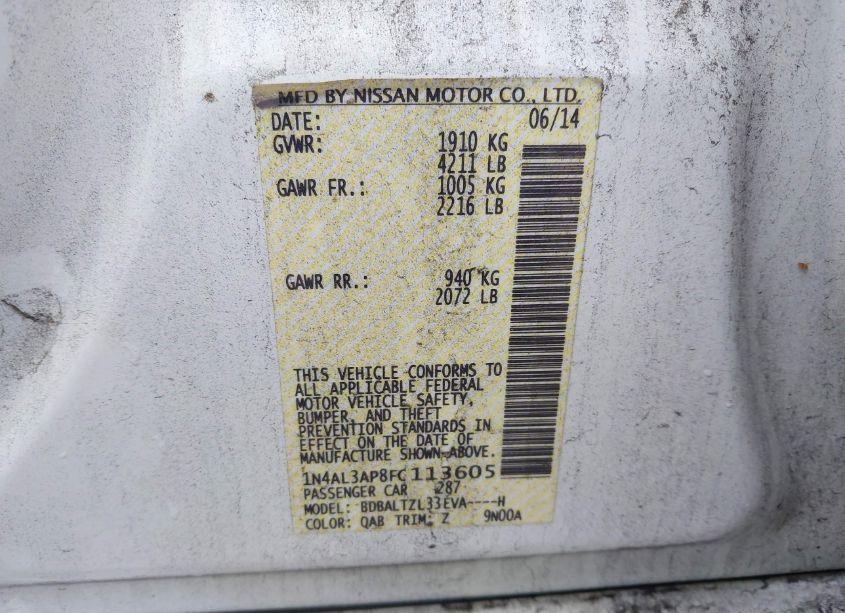 MFD BY NISSAN MOTOR CO., LTD.
DATE: 06/14
GVWR: 1910 KG
4211 LB
GAWR FR.: 1005 KG
2216 LB
GAWR RR.: 940 KG
2072 LB
THIS VEHICLE CONFORMS TO
ALL APPLICABLE FEDERAL
MOTOR VEHICLE SAFETY,
BUMPER, AND THEFT
PREVENTION STANDARDS IN
EFFECT ON THE DATE OF
MANUFACTURE SHOWN ABOVE.
1N4AL3AP8FC113605
PASSENGER CAR 287
MODEL: BDBALTZL33EVA----H
COLOR: QAB TRIM: Z 9N00A